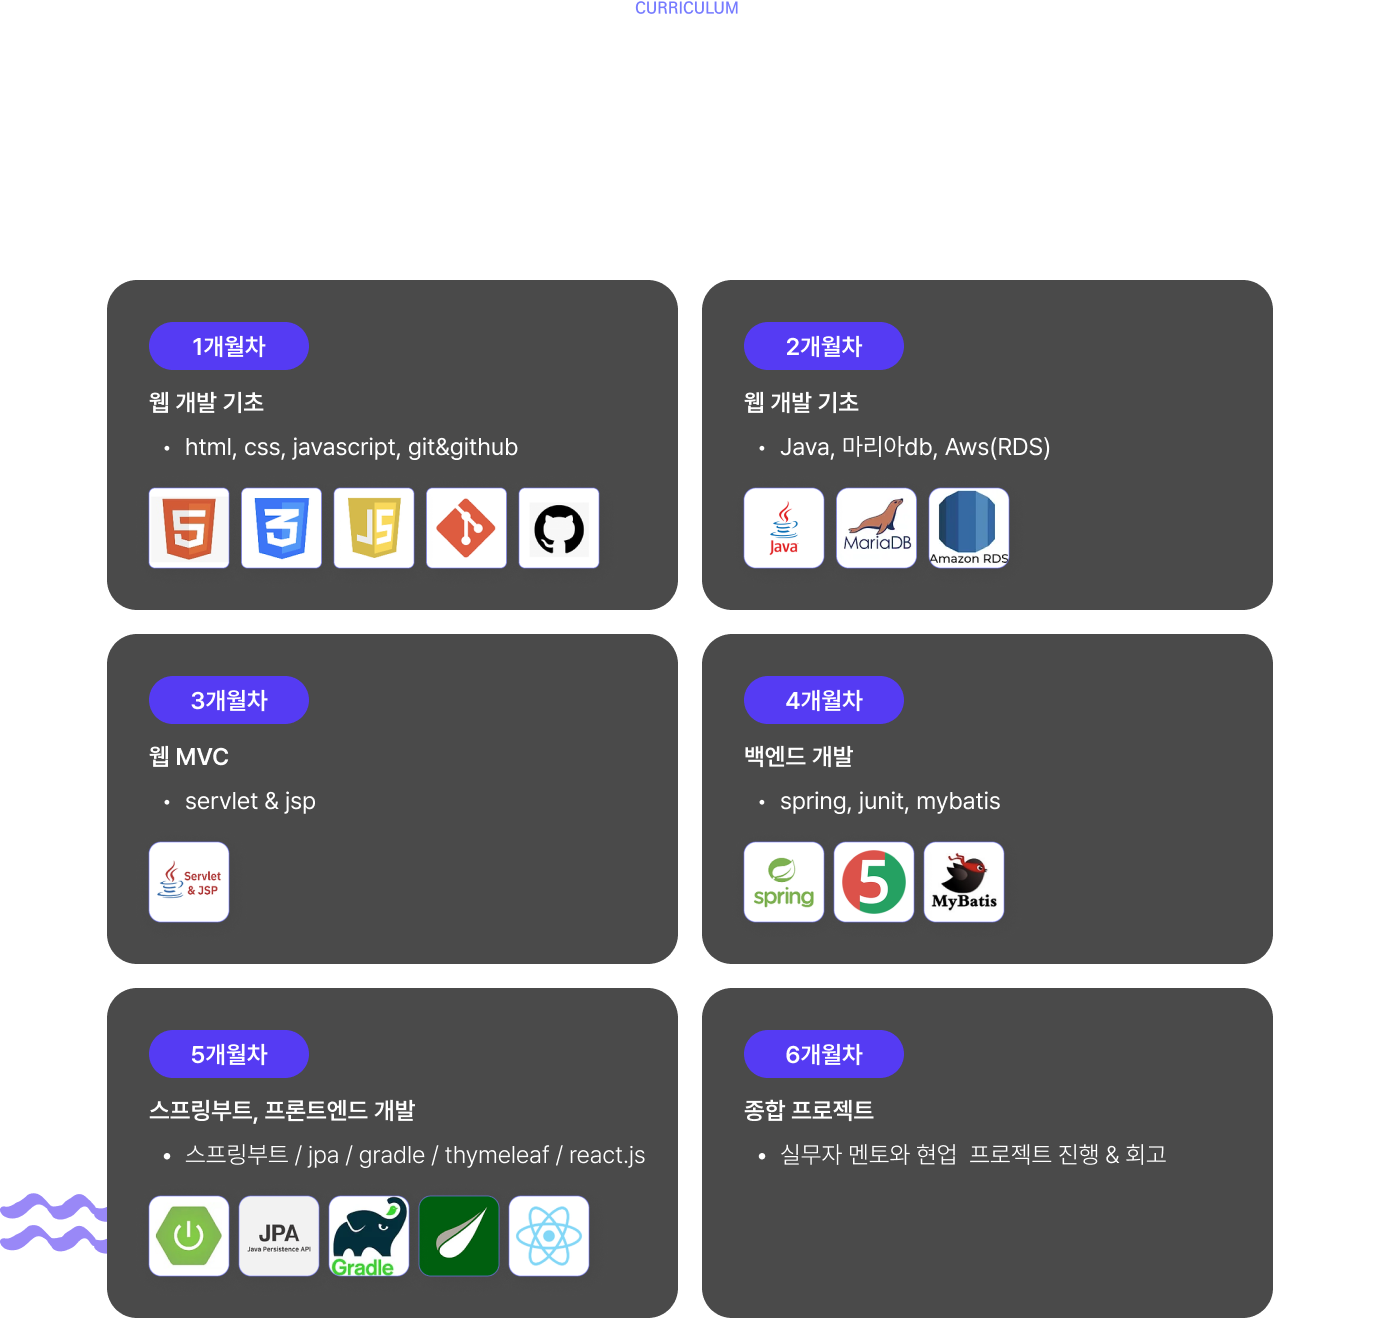 CURRICULUM
1개월차
웹 개발 기초
• html, css, javascript, git&github
5
3
JS
2개월차
웹 개발 기초
• Java, 마리아db, Aws(RDS)
Java
MariaDB
Amazon RDS
3개월차
웹 MVC
• servlet & jsp
Servlet
& JSP
4개월차
백엔드 개발
• spring, junit, mybatis
spring
5
MyBatis
5개월차
스프링부트, 프론트엔드 개발
• 스프링부트 / jpa / gradle / thymeleaf / react.js
JPA
Java Persistence API
Gradle
6개월차
종합 프로젝트
• 실무자 멘토와 현업 프로젝트 진행 & 회고